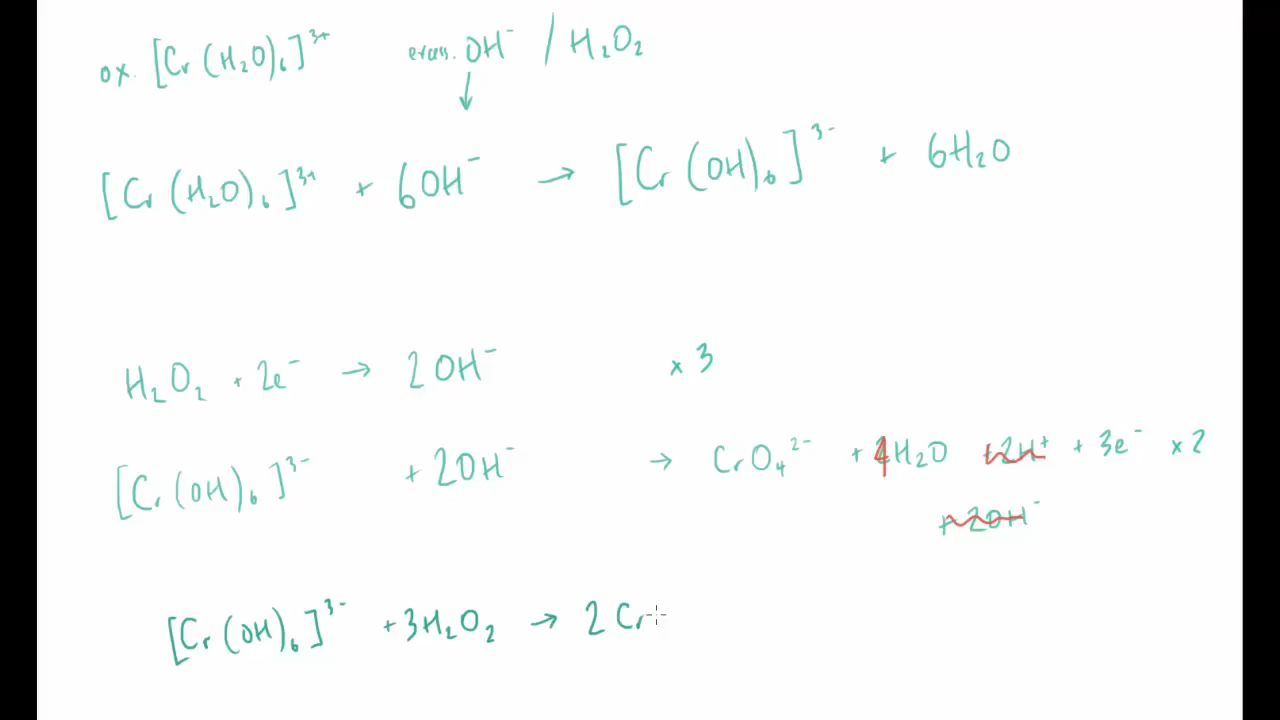 ox. [Cr(H₂O)₆]³⁺ excess. OH⁻ / H₂O₂
↓
[Cr(H₂O)₆]³⁺ + 6OH⁻ → [Cr(OH)₆]³⁻ + 6H₂O
H₂O₂ + 2e⁻ → 2OH⁻ × 3
[Cr(OH)₆]³⁻ + 2OH⁻ → CrO₄²⁻ + 4H₂O +2H⁺ + 3e⁻ × 2
+ 2OH⁻
[Cr(OH)₆]³⁻ + 3H₂O₂ → 2Cr